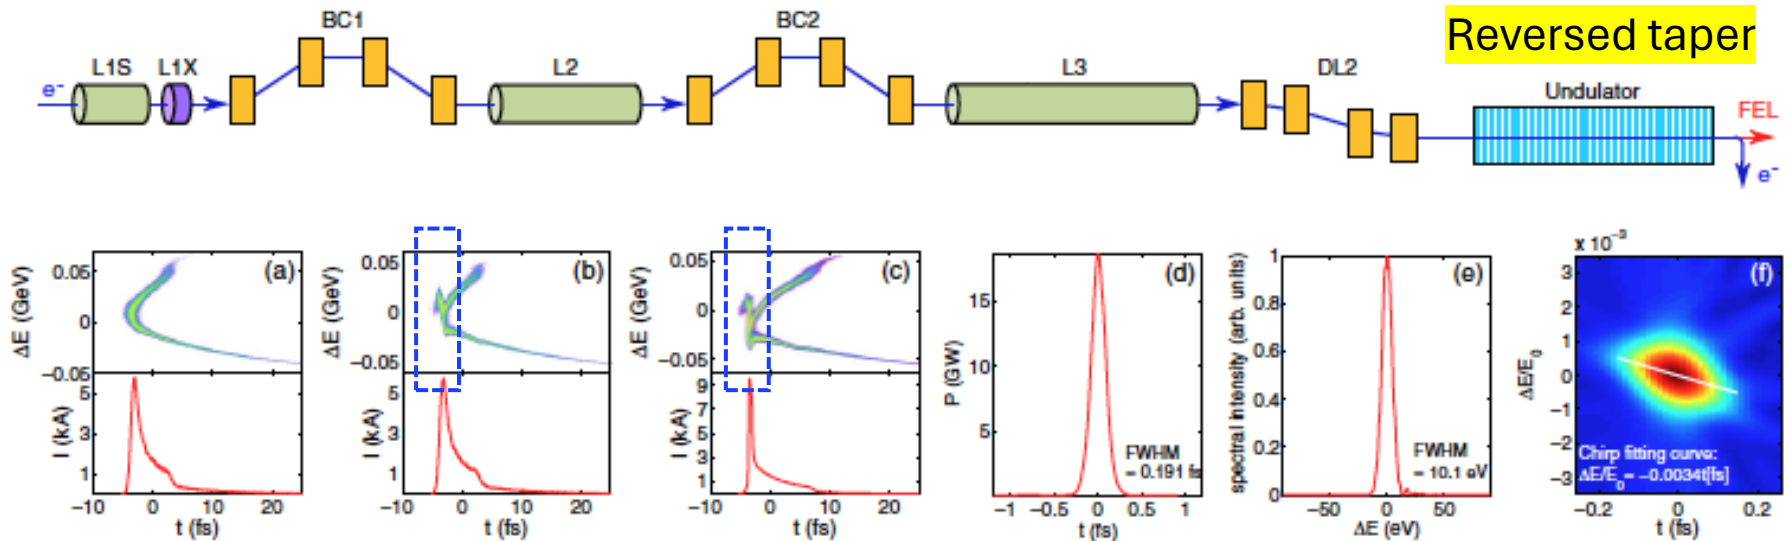 Reversed taper
BC1
BC2
L1S
L1X
L2
L3
DL2
Undulator
e-
FEL
e-
(a)
ΔE (GeV)
0.05
0
−0.05
I (kA)
5
3
1
−10 0 10 20
t (fs)
(b)
ΔE (GeV)
0.05
0
−0.05
I (kA)
5
3
1
−10 0 10 20
t (fs)
(c)
ΔE (GeV)
0.05
0
−0.05
I (kA)
9
7
5
3
1
−10 0 10 20
t (fs)
(d)
P (GW)
15
10
5
FWHM
= 0.191 fs
−1 −0.5 0 0.5 1
t (fs)
(e)
spectral intensity (arb. units)
1
0.8
0.6
0.4
0.2
0
FWHM
= 10.1 eV
−50 0 50
ΔE (eV)
x 10⁻³
(f)
ΔE/E₀
3
2
1
0
−1
−2
−3
Chirp fitting curve:
ΔE/E₀= −0.0034t[fs]
−0.2 0 0.2
t (fs)